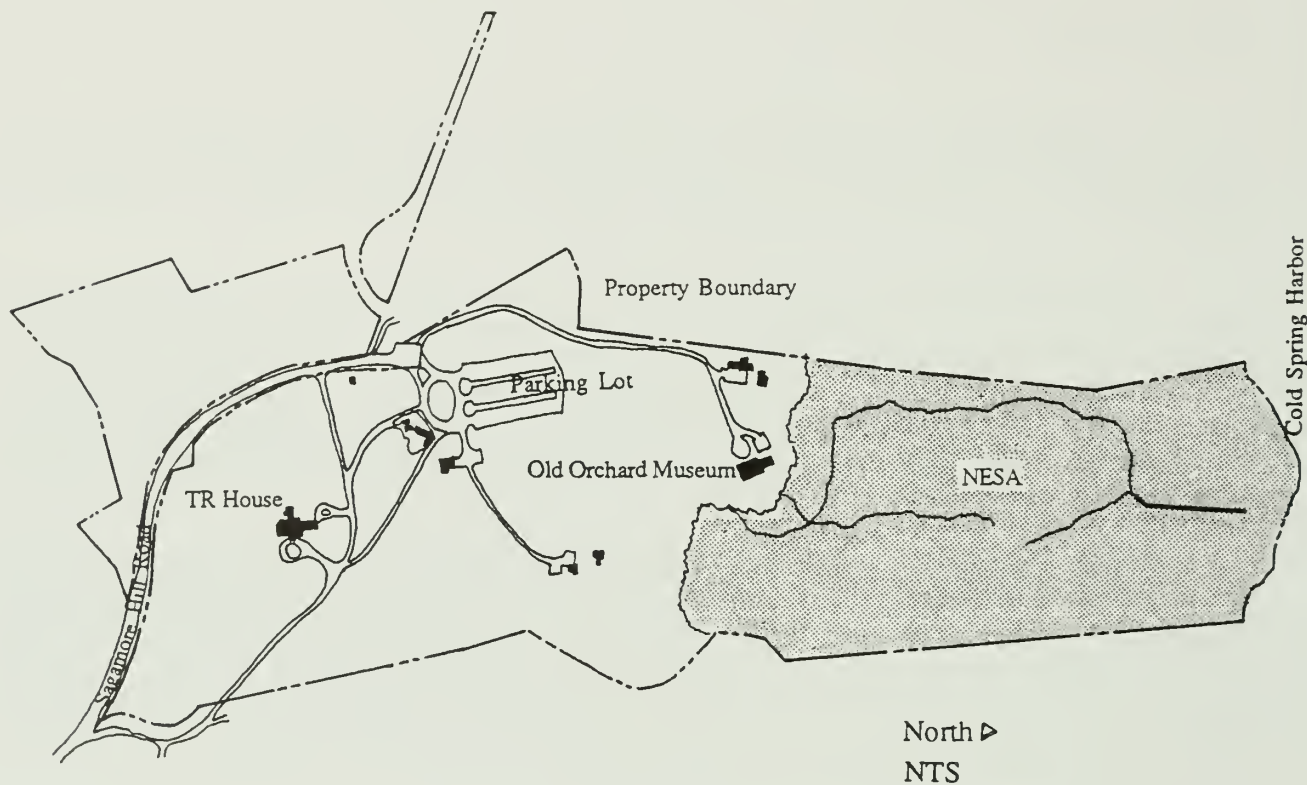 Property Boundary
Cold Spring Harbor
Parking Lot
Old Orchard Museum
NESA
TR House
Sagamore Hill Road
North
NTS